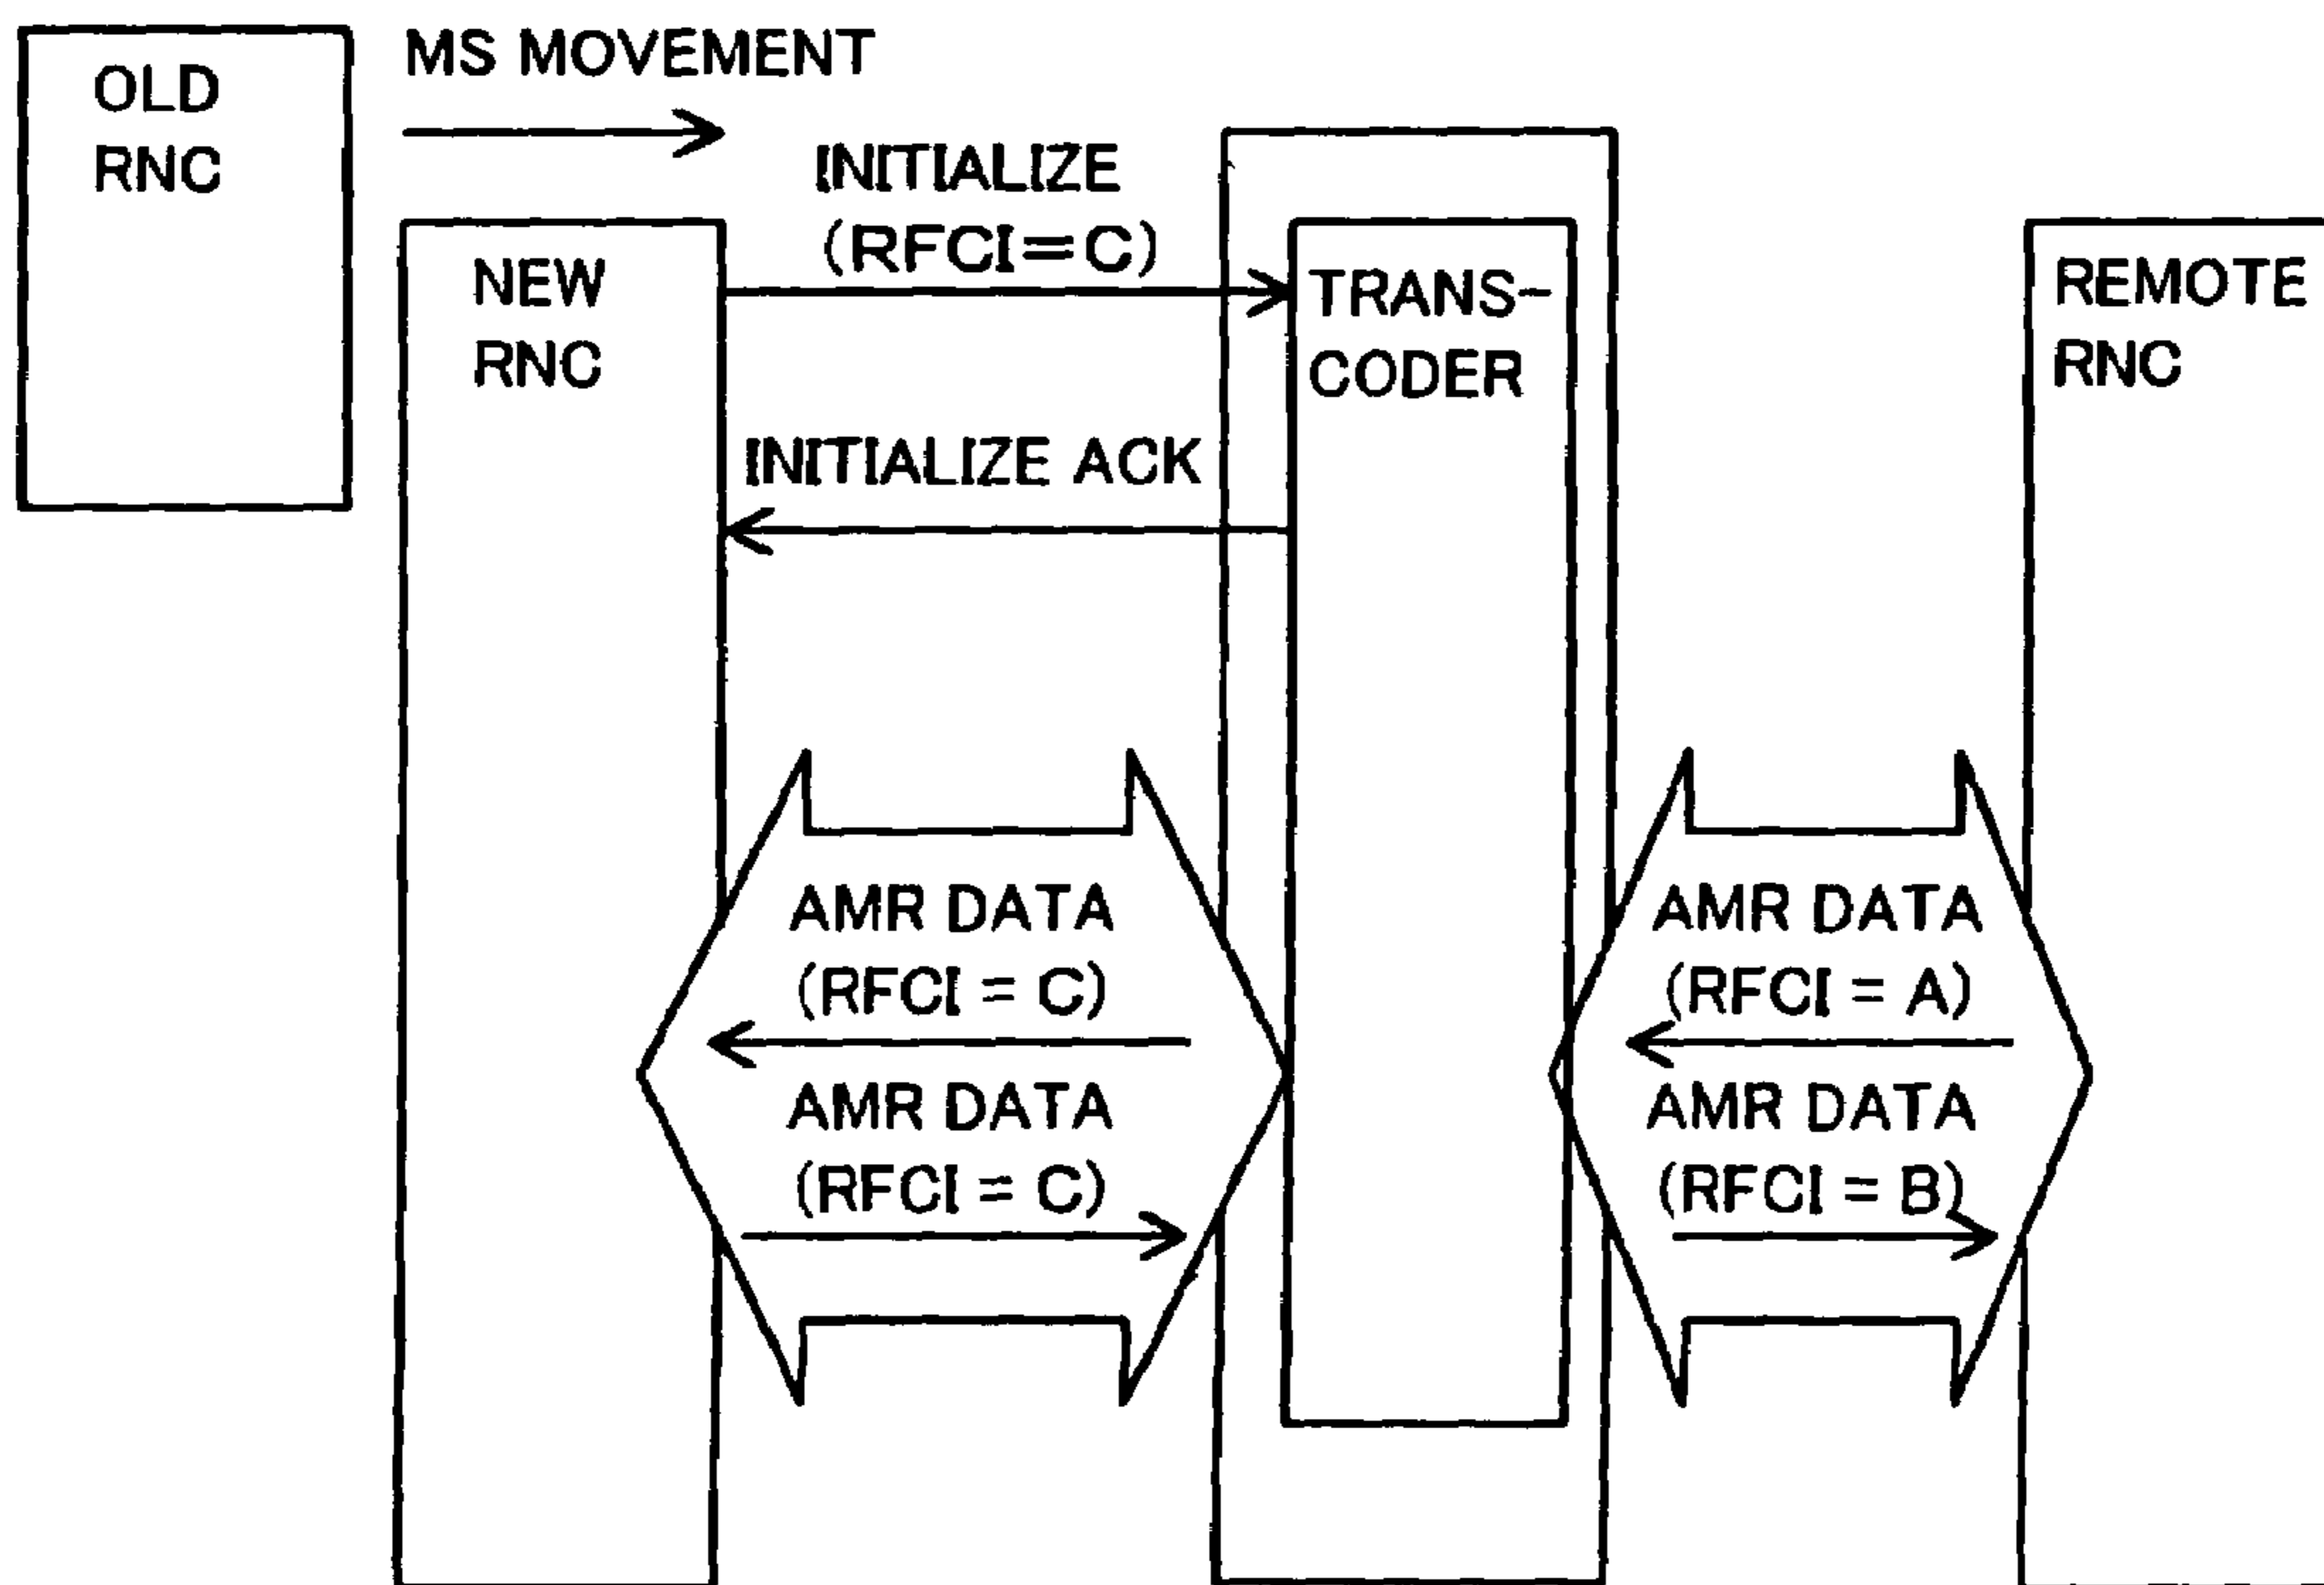 OLD
RNC
MS MOVEMENT
INITIALIZE
(RFCI=C)
NEW
RNC
TRANS-
CODER
REMOTE
RNC
INITIALIZE ACK
AMR DATA
(RFCI = C)
AMR DATA
(RFCI = C)
AMR DATA
(RFCI = A)
AMR DATA
(RFCI = B)